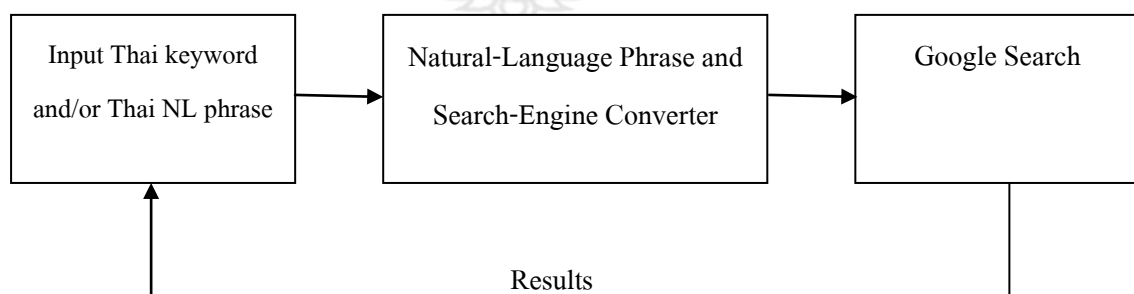 Input Thai keyword
and/or Thai NL phrase
Natural-Language Phrase and
Search-Engine Converter
Google Search
Results